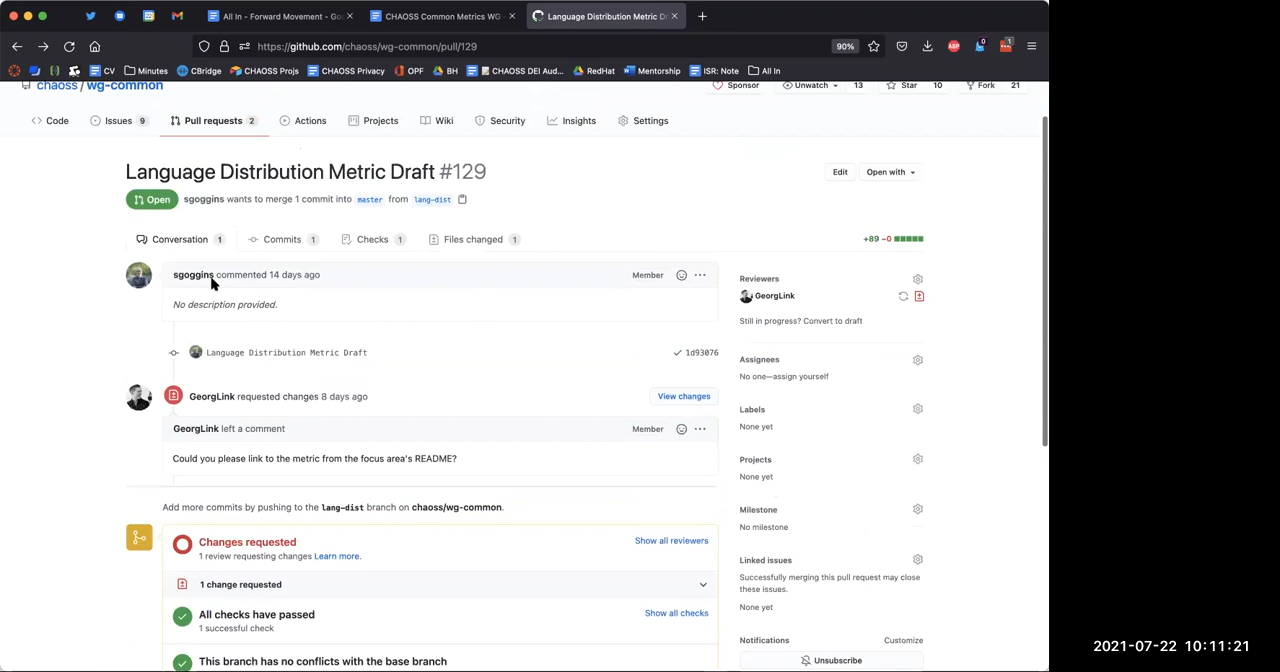 All In - Forward Movement - Go
CHAOSS Common Metrics WG
Language Distribution Metric Dr
https://github.com/chaoss/wg-common/pull/129
90%
ABP
0
1
CV
Minutes
CBridge
CHAOSS Projs
CHAOSS Privacy
OPF
BH
CHAOSS DEI Aud...
RedHat
Mentorship
ISR: Note
All In
chaoss / wg-common
Sponsor
Unwatch
13
Star
10
Fork
21
Code
Issues 9
Pull requests 2
Actions
Projects
Wiki
Security
Insights
Settings
Language Distribution Metric Draft #129
Edit
Open with
Open
sgoggins wants to merge 1 commit into master from lang-dist
Conversation 1
Commits 1
Checks 1
Files changed 1
+89 −0
sgoggins commented 14 days ago
Member
No description provided.
Language Distribution Metric Draft
1d93076
GeorgLink requested changes 8 days ago
View changes
GeorgLink left a comment
Member
Could you please link to the metric from the focus area's README?
Add more commits by pushing to the lang-dist branch on chaoss/wg-common.
Changes requested
1 review requesting changes Learn more.
Show all reviewers
1 change requested
All checks have passed
1 successful check
Show all checks
This branch has no conflicts with the base branch
Reviewers
GeorgLink
Still in progress? Convert to draft
Assignees
No one—assign yourself
Labels
None yet
Projects
None yet
Milestone
No milestone
Linked issues
Successfully merging this pull request may close
these issues.
None yet
Notifications
Customize
Unsubscribe
2021-07-22 10:11:21